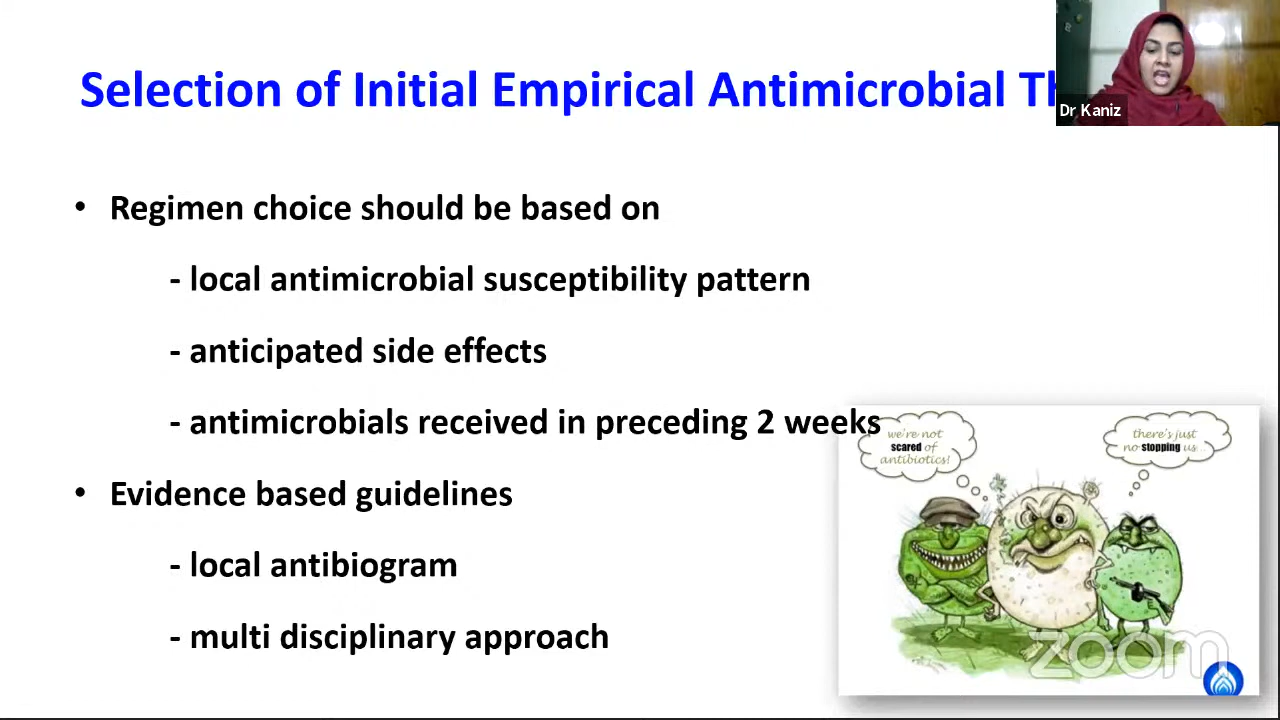 Selection of Initial Empirical Antimicrobial Th
Dr Kaniz
• Regimen choice should be based on
- local antimicrobial susceptibility pattern
- anticipated side effects
- antimicrobials received in preceding 2 weeks
we're not
scared of
antibiotics!
there's just
no stopping us...
• Evidence based guidelines
- local antibiogram
- multi disciplinary approach
zoom